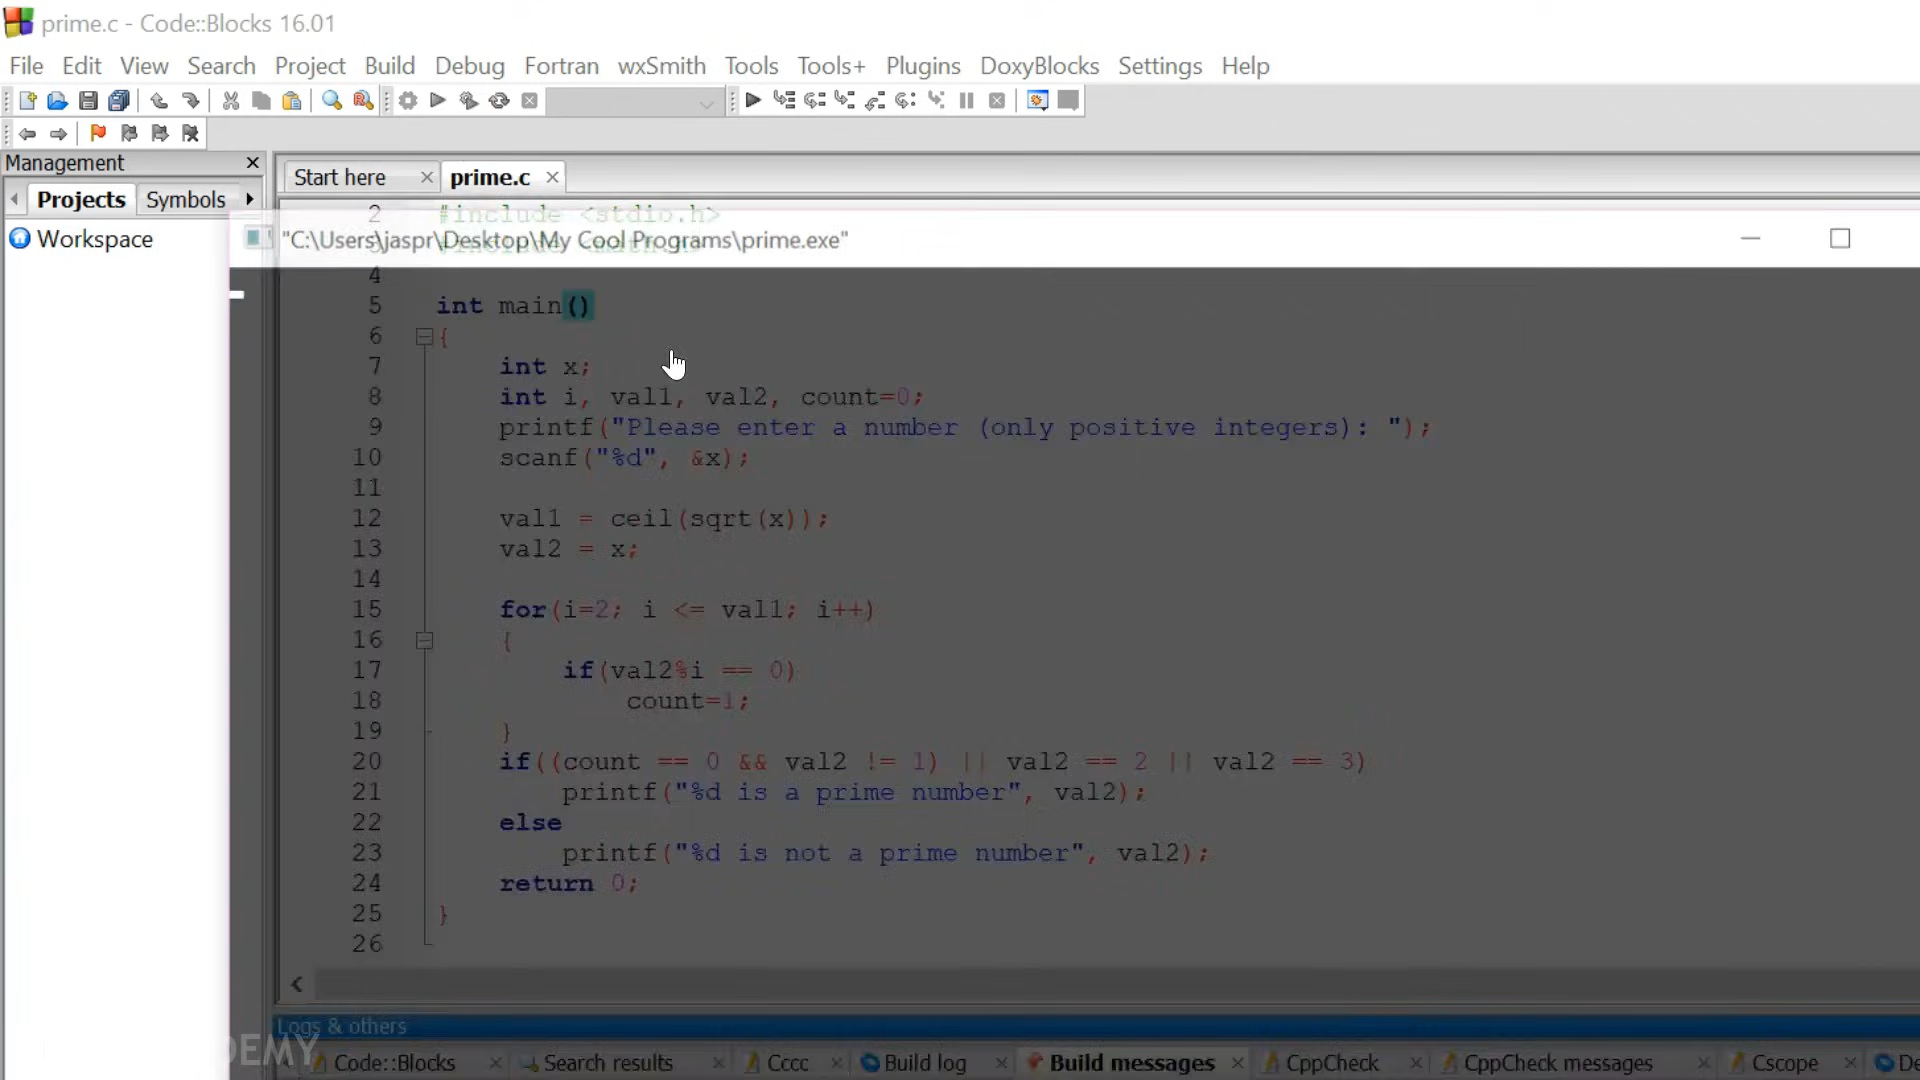 prime.c - Code::Blocks 16.01
File Edit View Search Project Build Debug Fortran wxSmith Tools Tools+ Plugins DoxyBlocks Settings Help
Management
Start here prime.c
Projects Symbols
Workspace
2 #include <stdio.h>
"C:\Users\jaspr\Desktop\My Cool Programs\prime.exe"
4
5 int main()
6 {
7 int x;
8 int i, val1, val2, count=0;
9 printf("Please enter a number (only positive integers): ");
10 scanf("%d", &x);
11
12 val1 = ceil(sqrt(x));
13 val2 = x;
14
15 for(i=2; i <= val1; i++)
16 {
17 if(val2%i == 0)
18 count=1;
19 }
20 if((count == 0 && val2 != 1) || val2 == 2 || val2 == 3)
21 printf("%d is a prime number", val2);
22 else
23 printf("%d is not a prime number", val2);
24 return 0;
25 }
26
Logs & others
DEMY
Code::Blocks Search results Cccc Build log Build messages CppCheck CppCheck messages Cscope De